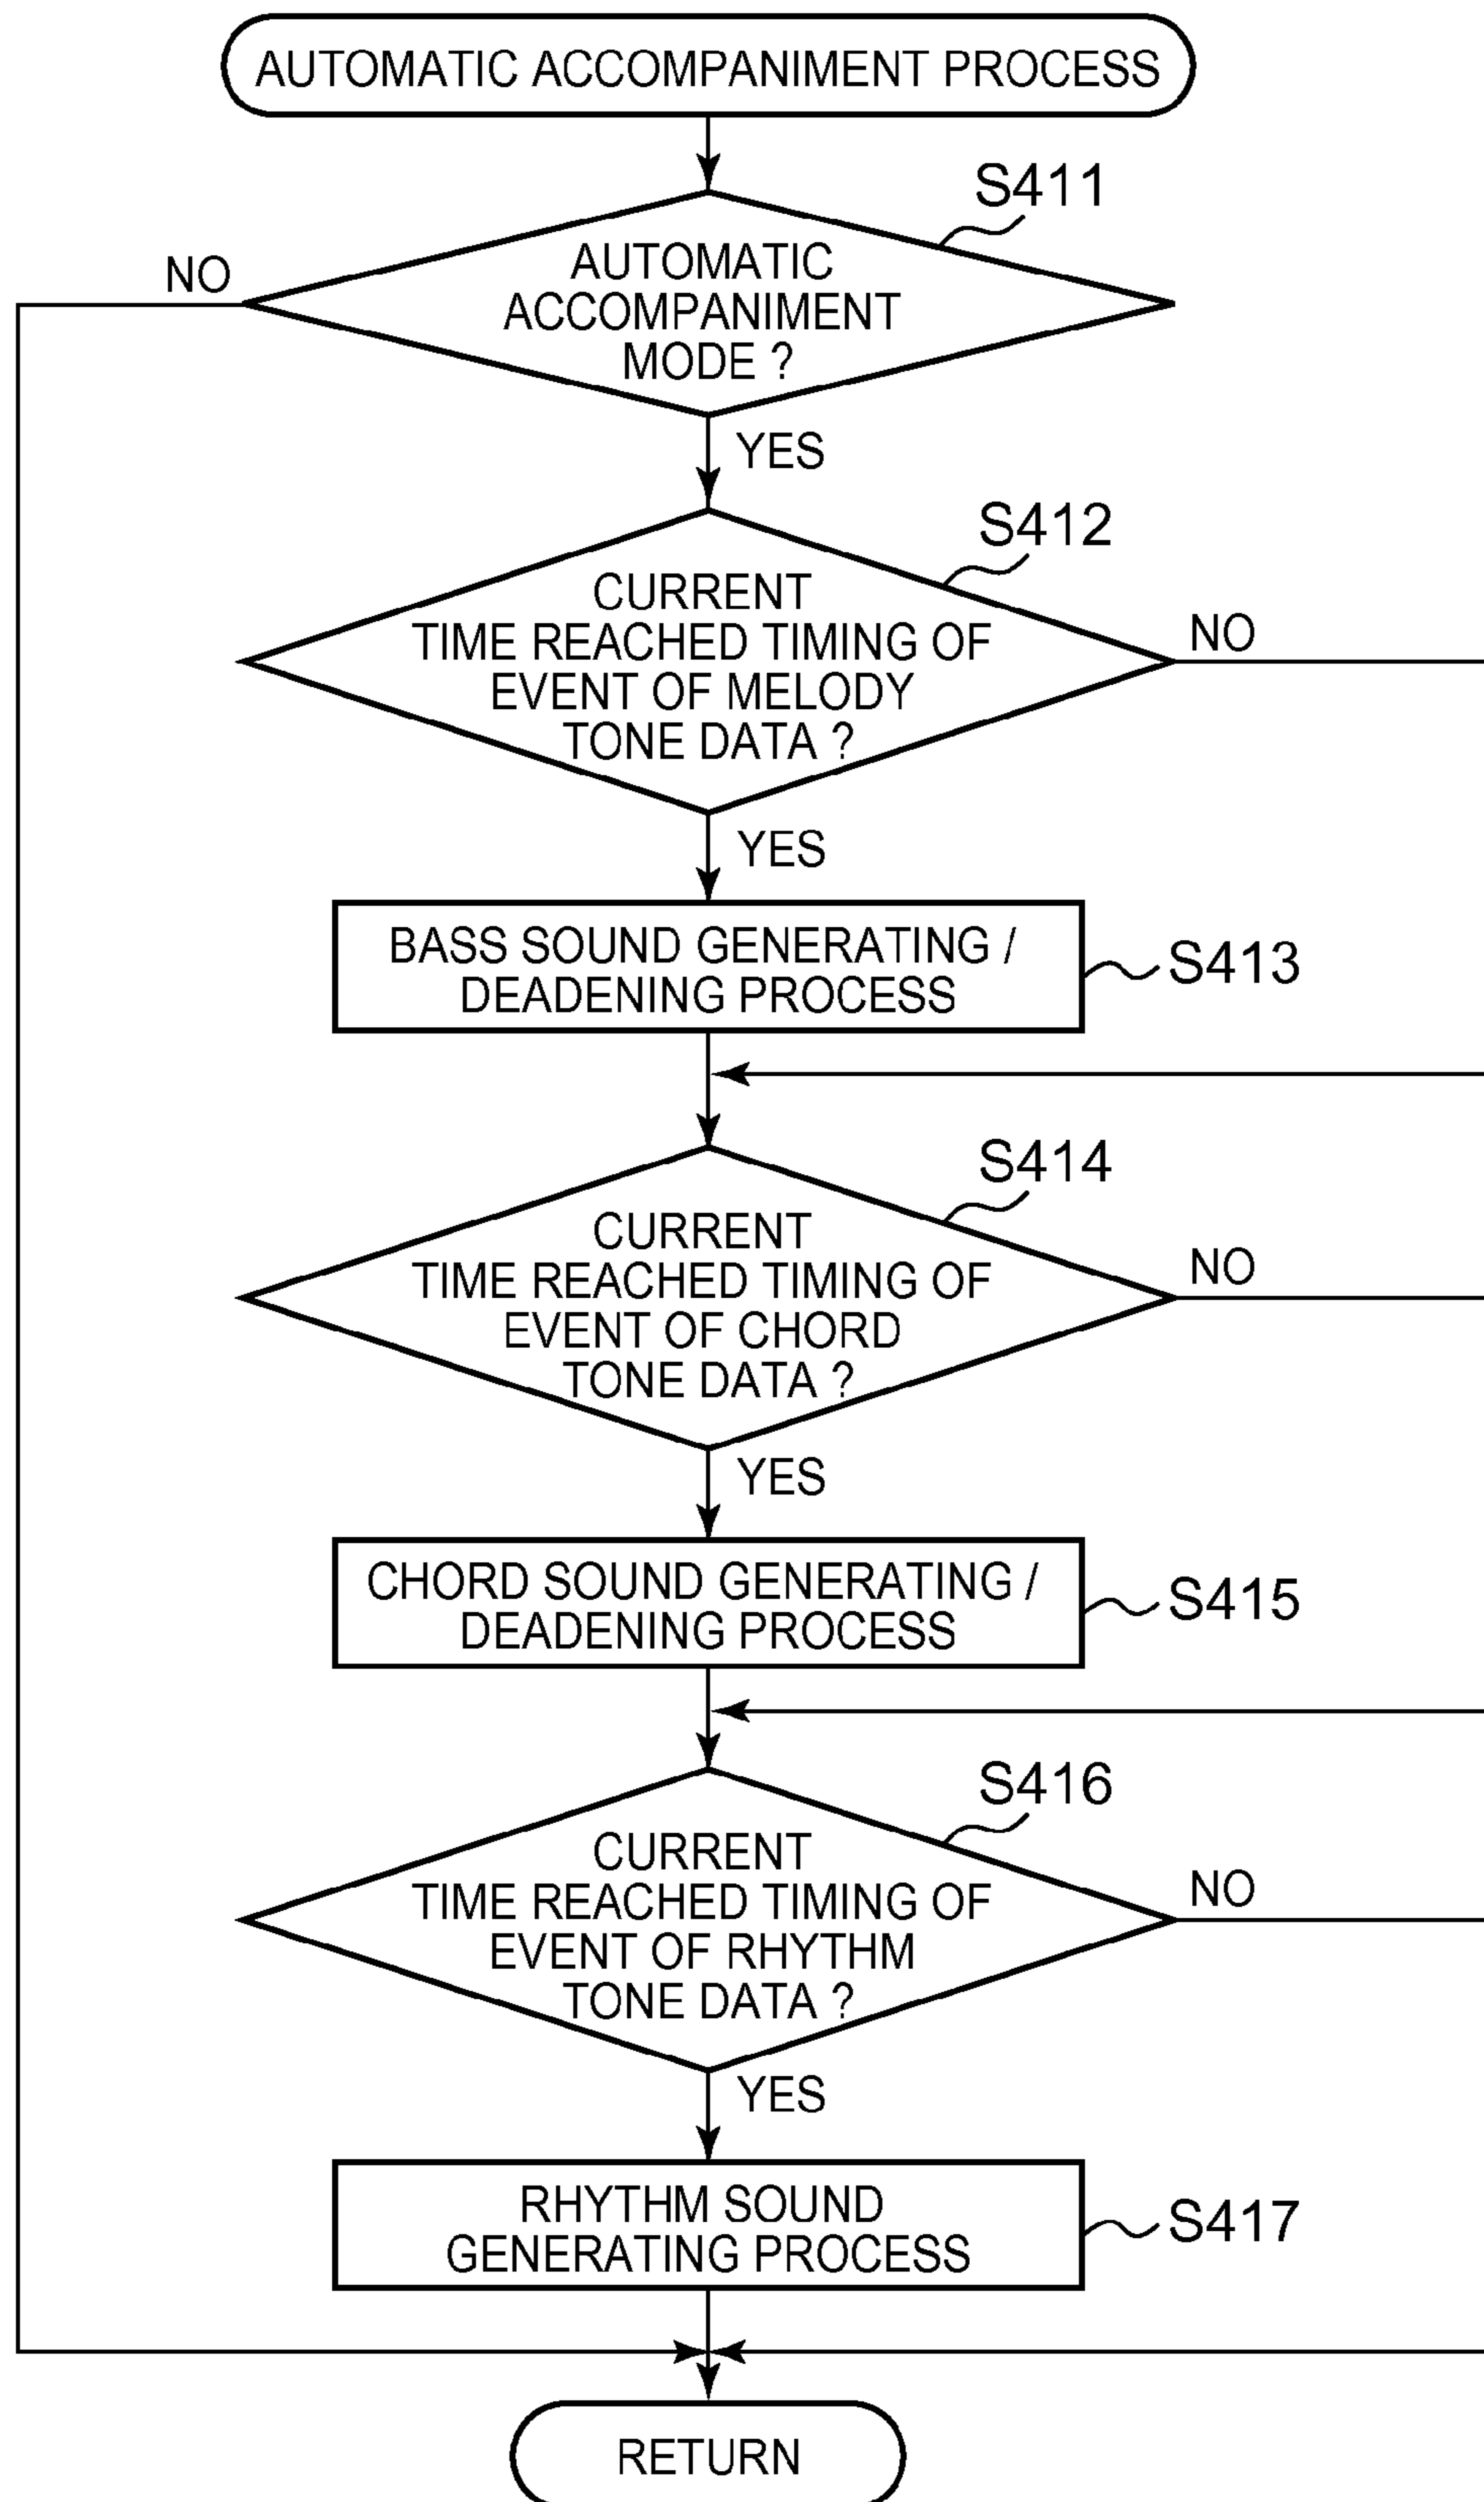 AUTOMATIC ACCOMPANIMENT PROCESS
S411
NO
AUTOMATIC
ACCOMPANIMENT
MODE ?
YES
S412
CURRENT
TIME REACHED TIMING OF
EVENT OF MELODY
TONE DATA ?
NO
YES
BASS SOUND GENERATING /
DEADENING PROCESS
S413
S414
CURRENT
TIME REACHED TIMING OF
EVENT OF CHORD
TONE DATA ?
NO
YES
CHORD SOUND GENERATING /
DEADENING PROCESS
S415
S416
CURRENT
TIME REACHED TIMING OF
EVENT OF RHYTHM
TONE DATA ?
NO
YES
RHYTHM SOUND
GENERATING PROCESS
S417
RETURN